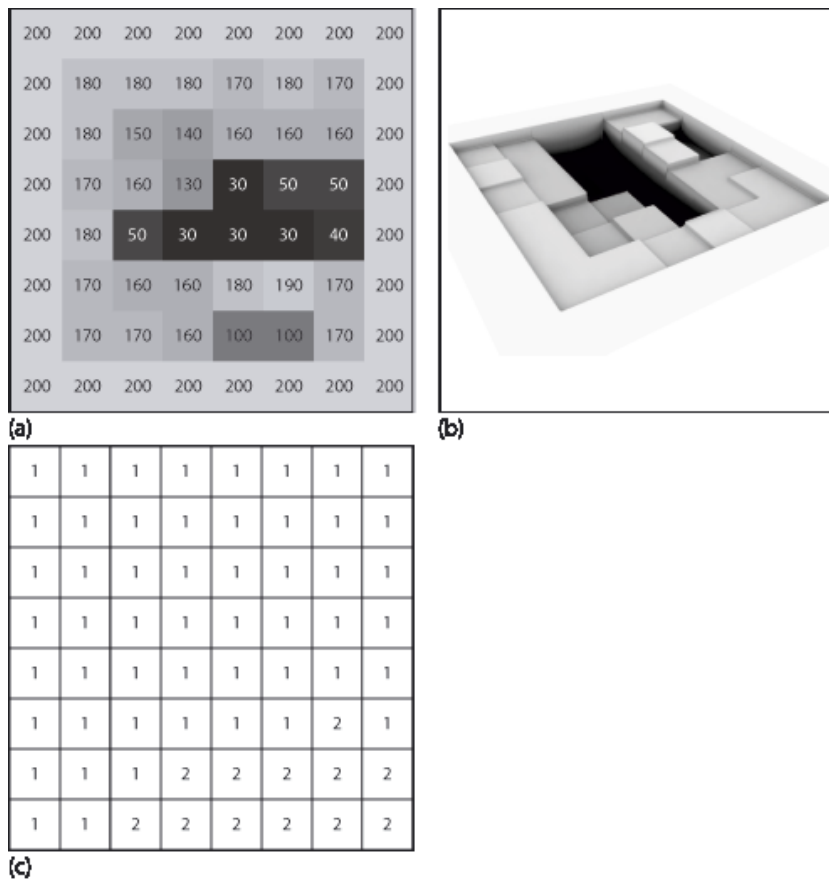 200 200 200 200 200 200 200 200
200 180 180 180 170 180 170 200
200 180 150 140 160 160 160 200
200 170 160 130 30 50 50 200
200 180 50 30 30 30 40 200
200 170 160 160 180 190 170 200
200 170 170 160 100 100 170 200
200 200 200 200 200 200 200 200
(a) (b)
1 1 1 1 1 1 1 1
1 1 1 1 1 1 1 1
1 1 1 1 1 1 1 1
1 1 1 1 1 1 1 1
1 1 1 1 1 1 1 1
1 1 1 1 1 1 2 1
1 1 1 2 2 2 2 2
1 1 2 2 2 2 2 2
(c)